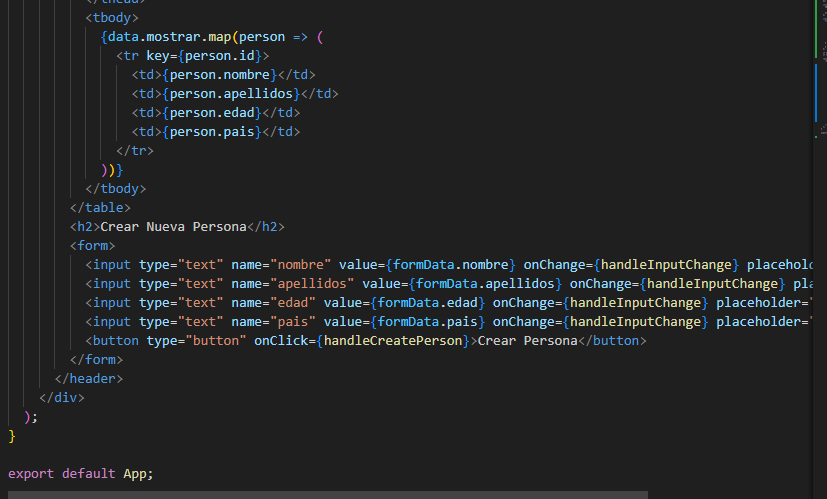 </thead>
<tbody>
{data.mostrar.map(person => (
<tr key={person.id}>
<td>{person.nombre}</td>
<td>{person.apellidos}</td>
<td>{person.edad}</td>
<td>{person.pais}</td>
</tr>
))}
</tbody>
</table>
<h2>Crear Nueva Persona</h2>
<form>
<input type="text" name="nombre" value={formData.nombre} onChange={handleInputChange} placehold
<input type="text" name="apellidos" value={formData.apellidos} onChange={handleInputChange} pla
<input type="text" name="edad" value={formData.edad} onChange={handleInputChange} placeholder="
<input type="text" name="pais" value={formData.pais} onChange={handleInputChange} placeholder="
<button type="button" onClick={handleCreatePerson}>Crear Persona</button>
</form>
</header>
</div>
);
}
export default App;